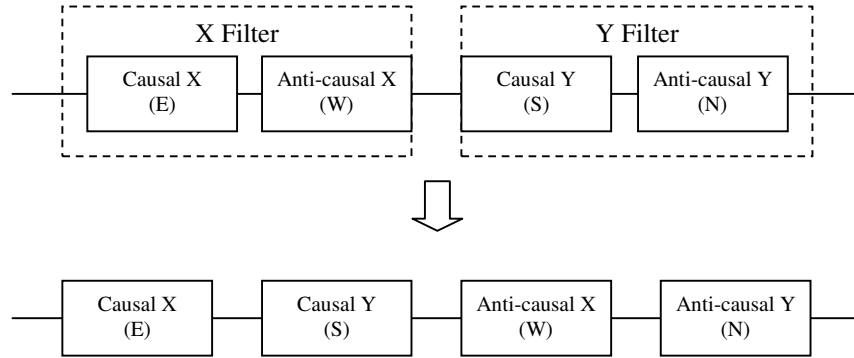 X Filter
Y Filter
Causal X
(E)
Anti-causal X
(W)
Causal Y
(S)
Anti-causal Y
(N)
Causal X
(E)
Causal Y
(S)
Anti-causal X
(W)
Anti-causal Y
(N)